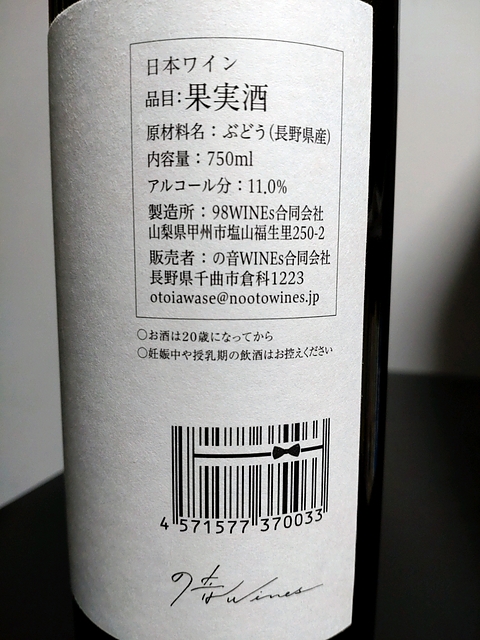 日本ワイン
品目:果実酒
原材料名：ぶどう(長野県産)
内容量：750ml
アルコール分：11.0%
製造所：98WINEs合同会社
山梨県甲州市塩山福生里250-2
販売者：の音WINEs合同会社
長野県千曲市倉科1223
otoiawase@nootowines.jp
○お酒は20歳になってから
○妊娠中や授乳期の飲酒はお控えください
4 571577 370033
の音Wines